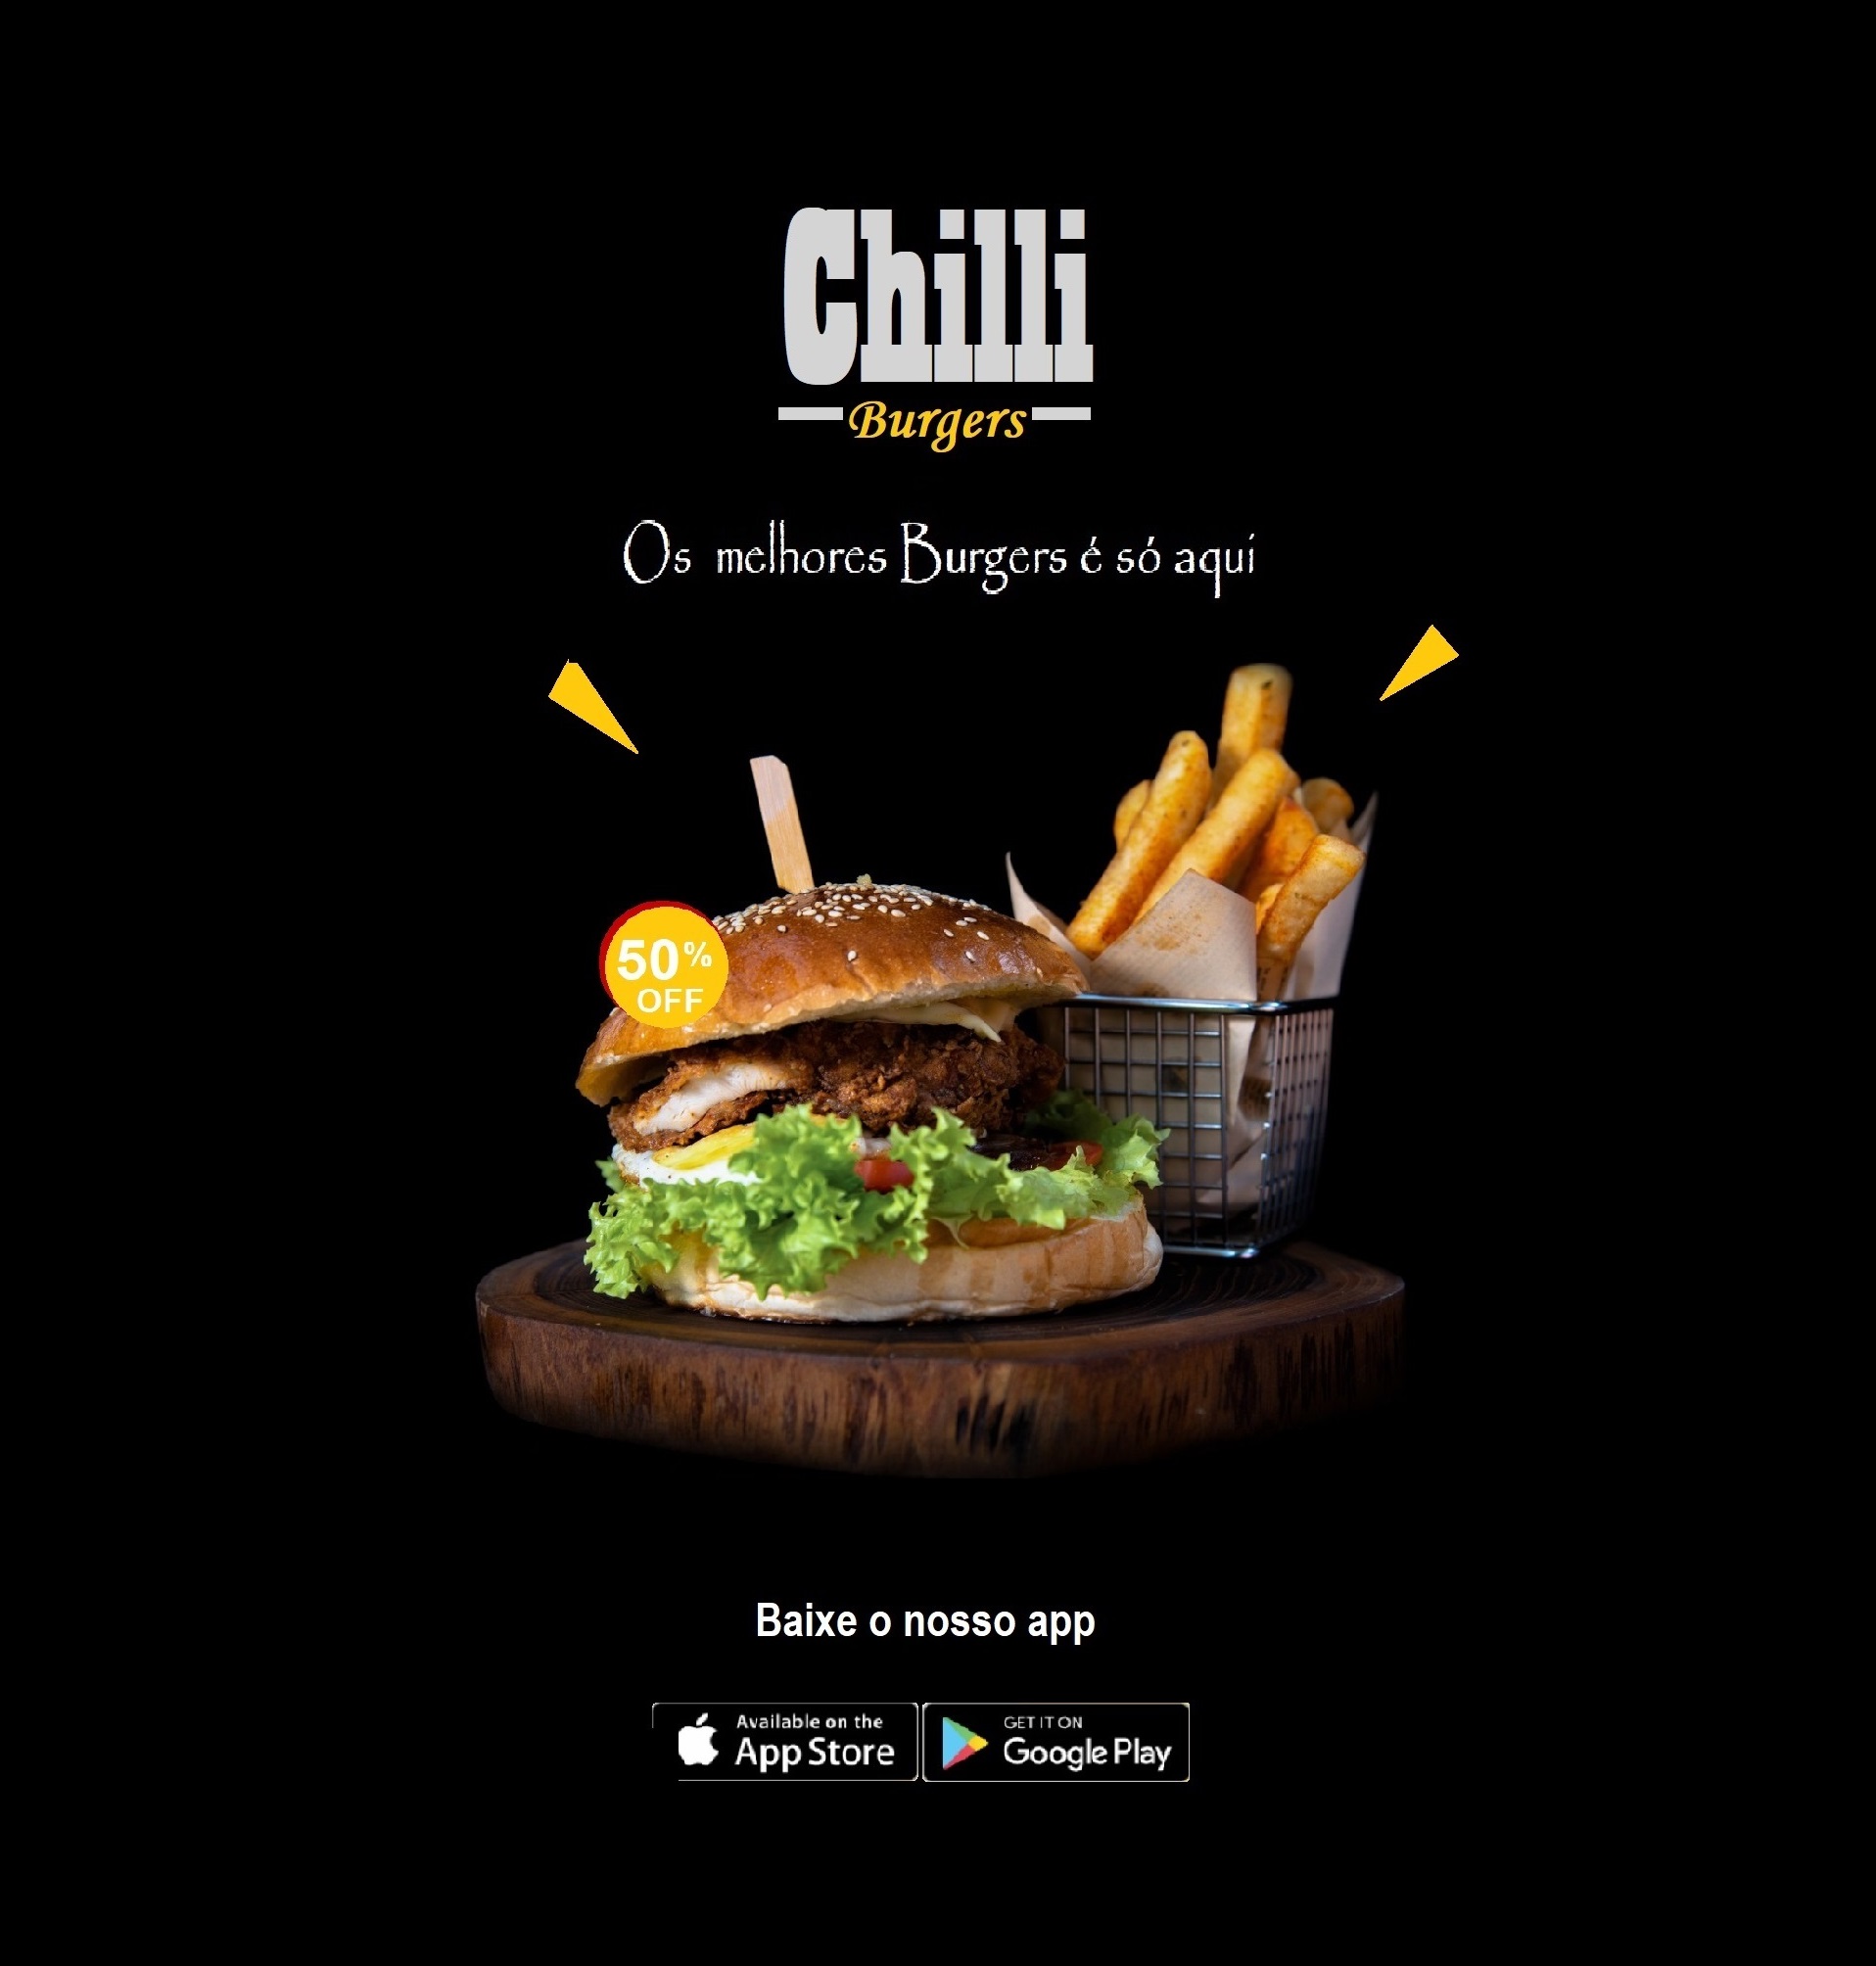 Chilli
Burgers
Os melhores Burgers é só aqui
50%
OFF
Baixe o nosso app
Available on the
App Store
GET IT ON
Google Play